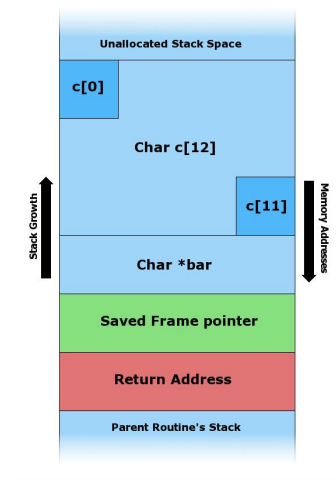 Unallocated Stack Space
c[0]
Char c[12]
c[11]
Stack Growth
Memory Addresses
Char *bar
Saved Frame pointer
Return Address
Parent Routine's Stack